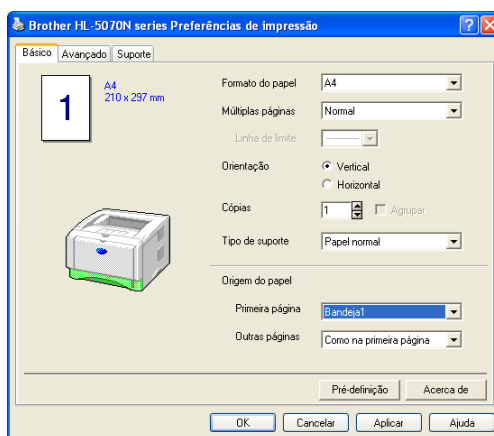 Brother HL-5070N series Preferências de impressão
Básico Avançado Suporte
1
A4
210 x 297 mm
Formato do papel A4
Múltiplas páginas Normal
Linha de limite
Orientação Vertical
Horizontal
Cópias 1 Agrupar
Tipo de suporte Papel normal
Origem do papel
Primeira página Bandeja1
Outras páginas Como na primeira página
Pré-definição Acerca de
OK Cancelar Aplicar Ajuda